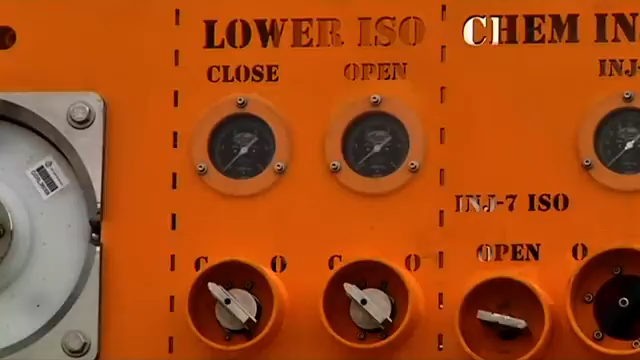 LOWER ISO
CLOSE OPEN
C O C O
CHEM IN
INJ-
INJ-7 ISO
OPEN O